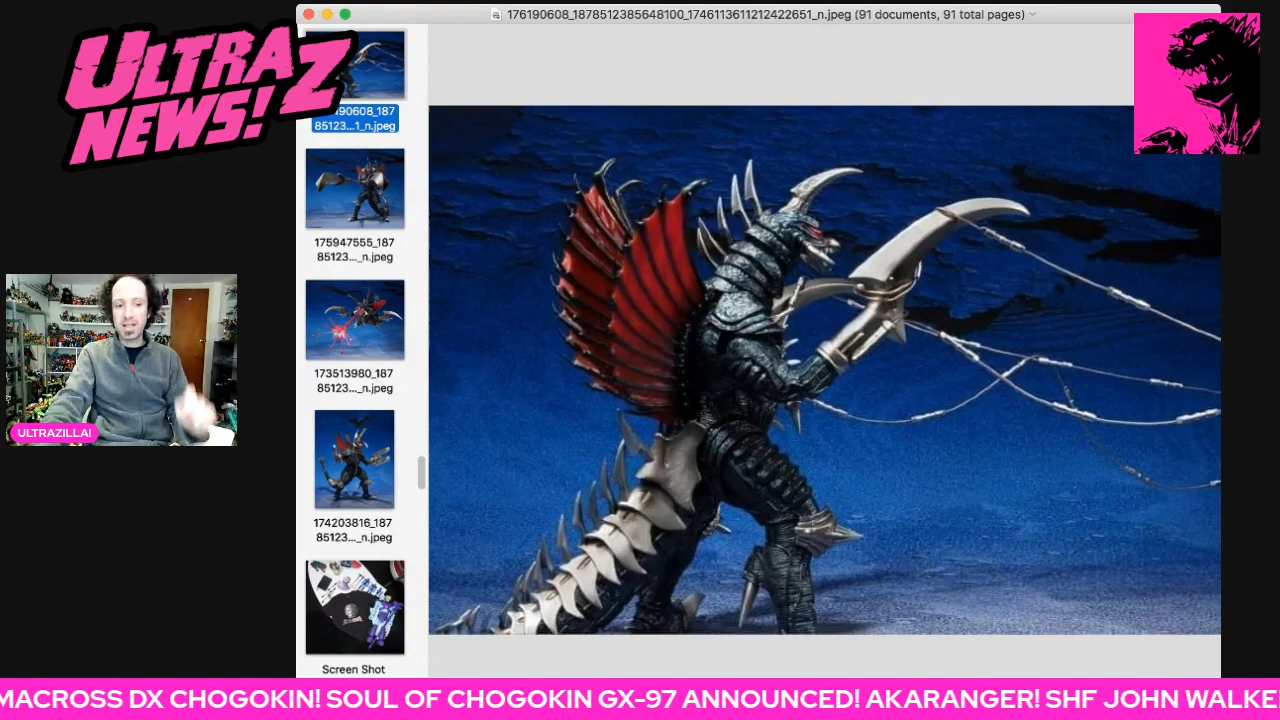 176190608_1878512385648100_1746113611212422651_n.jpeg (91 documents, 91 total pages)
ULTRA Z
NEWS!
85123...1_n.jpeg
175947555_187
85123..._n.jpeg
173513980_187
85123..._n.jpeg
ULTRAZILLA!
174203816_187
85123..._n.jpeg
Screen Shot
MACROSS DX CHOGOKIN! SOUL OF CHOGOKIN GX-97 ANNOUNCED! AKARANGER! SHF JOHN